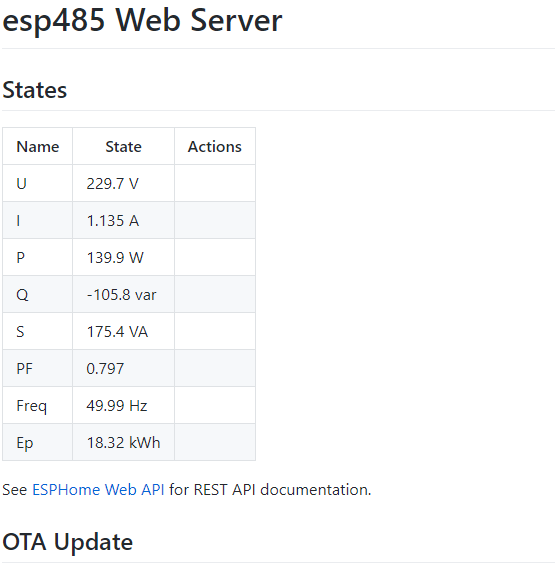 esp485 Web Server
States
Name State Actions
U 229.7 V
I 1.135 A
P 139.9 W
Q -105.8 var
S 175.4 VA
PF 0.797
Freq 49.99 Hz
Ep 18.32 kWh
See ESPHome Web API for REST API documentation.
OTA Update